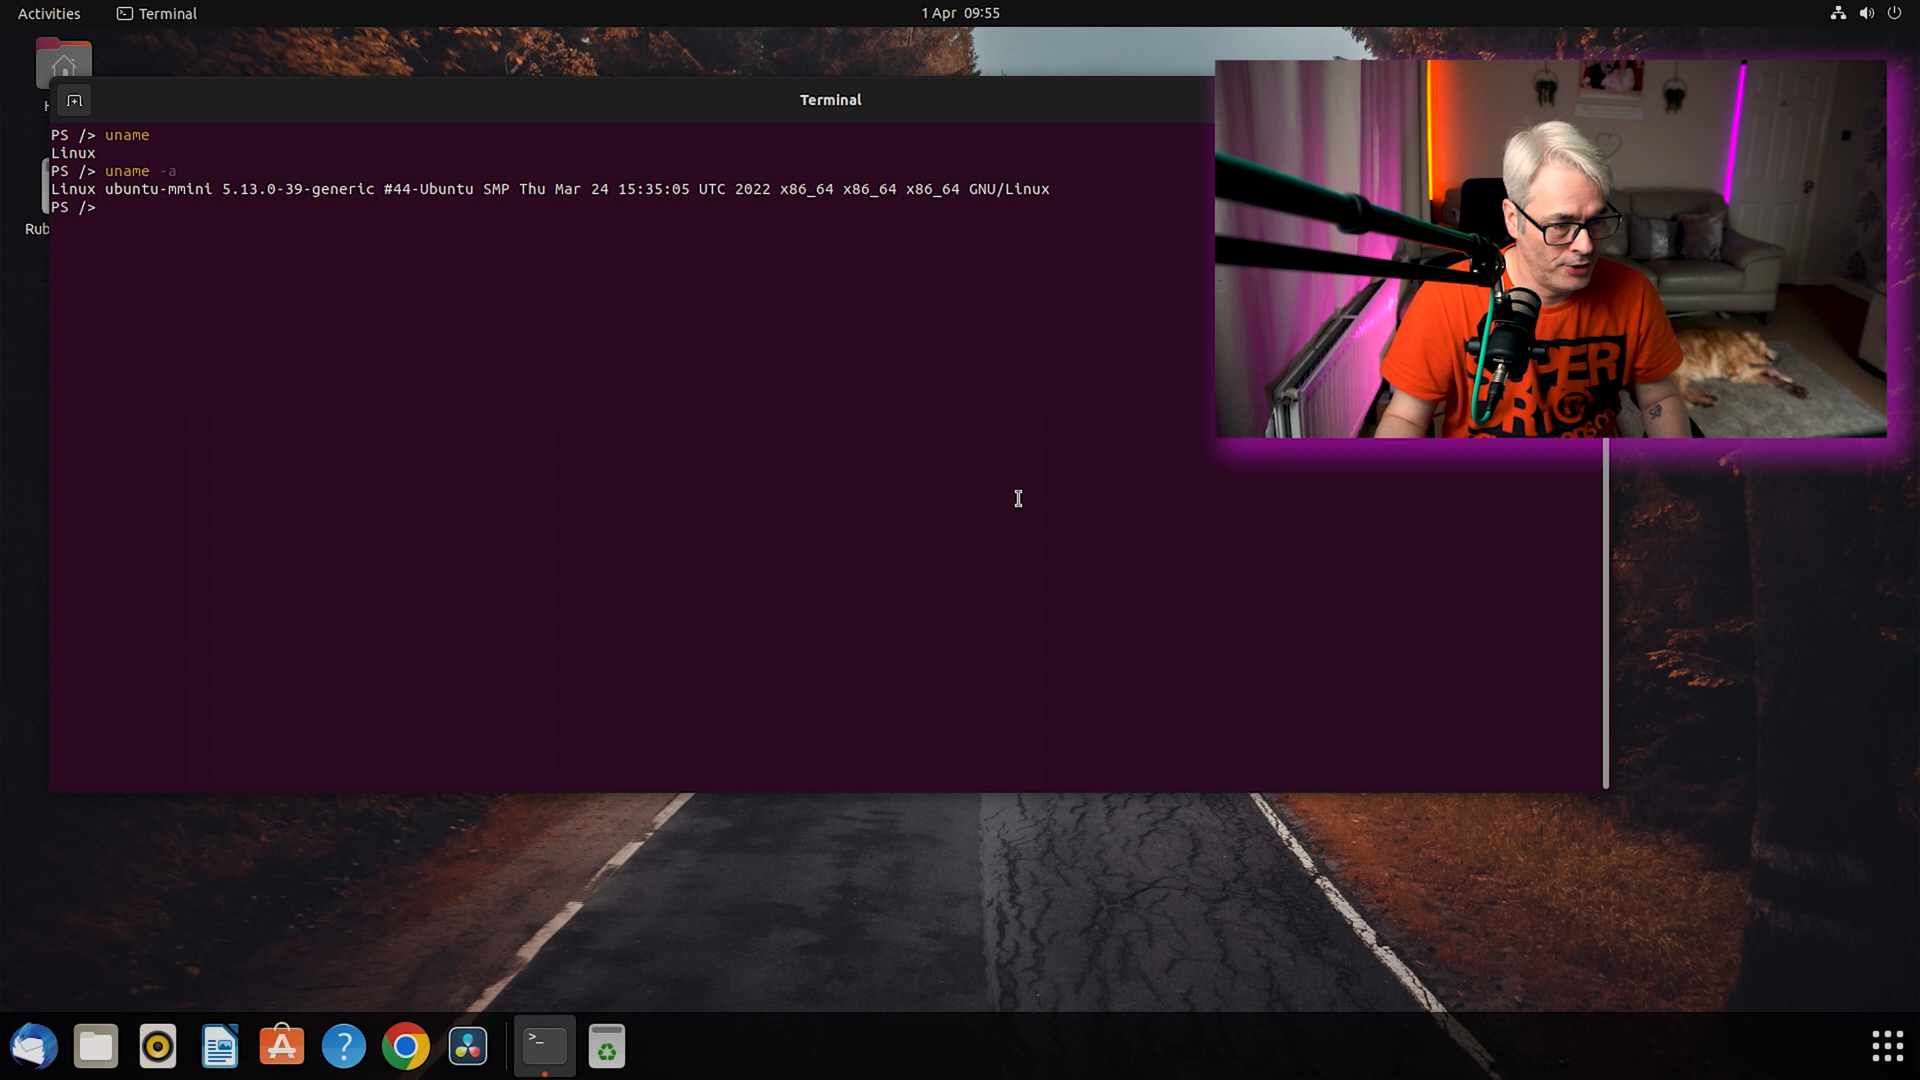 Activities
Terminal
1 Apr 09:55
Terminal
PS /> uname
Linux
PS /> uname -a
Linux ubuntu-mmini 5.13.0-39-generic #44-Ubuntu SMP Thu Mar 24 15:35:05 UTC 2022 x86_64 x86_64 x86_64 GNU/Linux
PS />
Rub